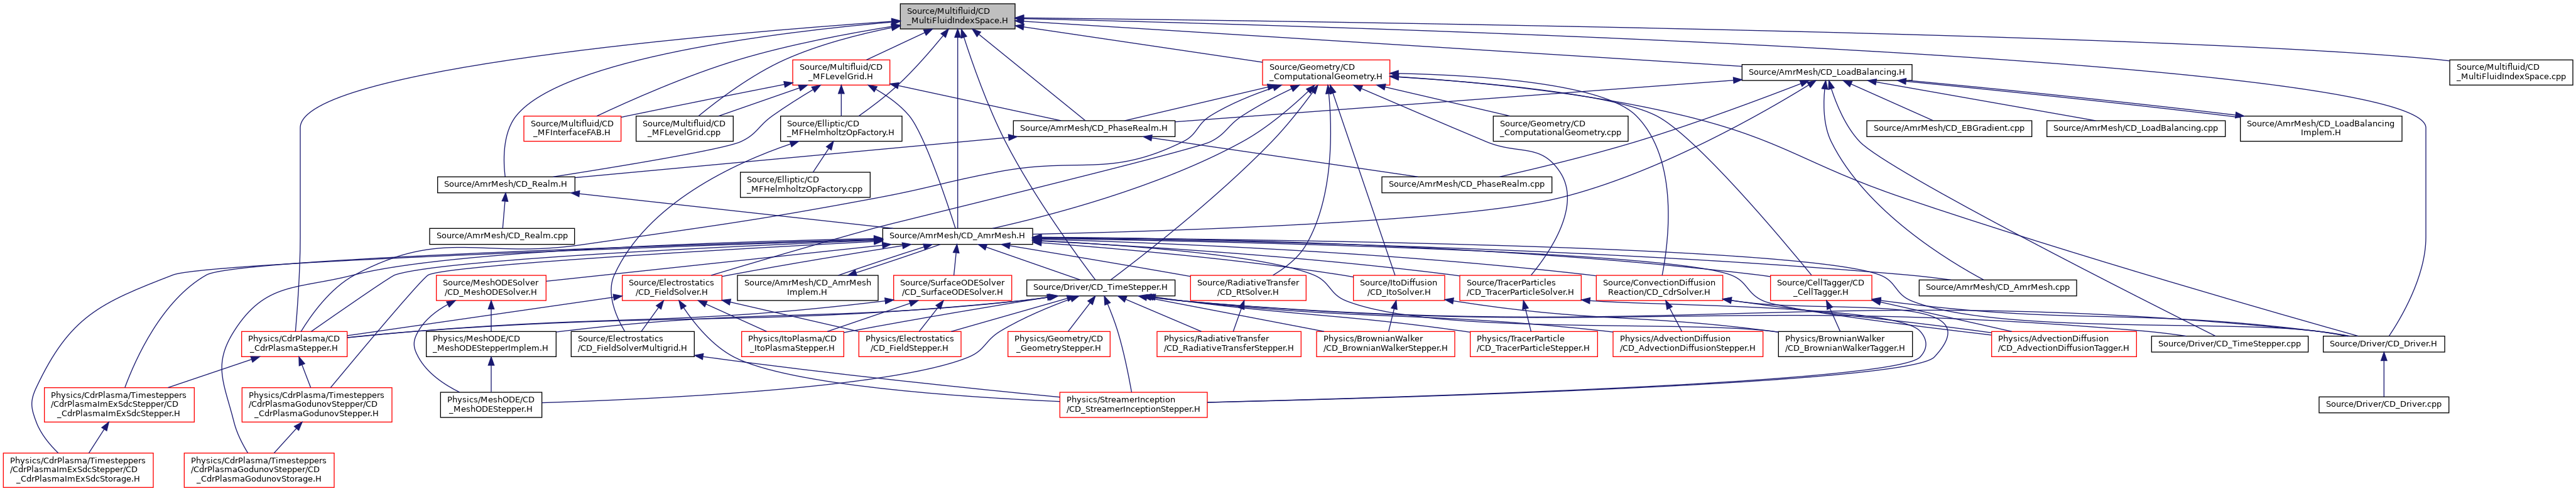 Source/Multifluid/CD
_MultiFluidIndexSpace.H
Source/Multifluid/CD
_MFLevelGrid.H
Source/Geometry/CD
_ComputationalGeometry.H
Source/AmrMesh/CD_LoadBalancing.H
Source/Multifluid/CD
_MultiFluidIndexSpace.cpp
Source/Multifluid/CD
_MFInterfaceFAB.H
Source/Multifluid/CD
_MFLevelGrid.cpp
Source/Elliptic/CD
_MFHelmholtzOpFactory.H
Source/AmrMesh/CD_PhaseRealm.H
Source/Geometry/CD
_ComputationalGeometry.cpp
Source/AmrMesh/CD_EBGradient.cpp
Source/AmrMesh/CD_LoadBalancing.cpp
Source/AmrMesh/CD_LoadBalancing
Implem.H
Source/AmrMesh/CD_Realm.H
Source/Elliptic/CD
_MFHelmholtzOpFactory.cpp
Source/AmrMesh/CD_PhaseRealm.cpp
Source/AmrMesh/CD_Realm.cpp
Source/AmrMesh/CD_AmrMesh.H
Source/MeshODESolver
/CD_MeshODESolver.H
Source/Electrostatics
/CD_FieldSolver.H
Source/AmrMesh/CD_AmrMesh
Implem.H
Source/SurfaceODESolver
/CD_SurfaceODESolver.H
Source/Driver/CD_TimeStepper.H
Source/RadiativeTransfer
/CD_RtSolver.H
Source/ItoDiffusion
/CD_ItoSolver.H
Source/TracerParticles
/CD_TracerParticleSolver.H
Source/ConvectionDiffusion
Reaction/CD_CdrSolver.H
Source/CellTagger/CD
_CellTagger.H
Source/AmrMesh/CD_AmrMesh.cpp
Physics/CdrPlasma/CD
_CdrPlasmaStepper.H
Physics/MeshODE/CD
_MeshODEStepperImplem.H
Source/Electrostatics
/CD_FieldSolverMultigrid.H
Physics/ItoPlasma/CD
_ItoPlasmaStepper.H
Physics/Electrostatics
/CD_FieldStepper.H
Physics/Geometry/CD
_GeometryStepper.H
Physics/RadiativeTransfer
/CD_RadiativeTransferStepper.H
Physics/BrownianWalker
/CD_BrownianWalkerStepper.H
Physics/TracerParticle
/CD_TracerParticleStepper.H
Physics/AdvectionDiffusion
/CD_AdvectionDiffusionStepper.H
Physics/BrownianWalker
/CD_BrownianWalkerTagger.H
Physics/AdvectionDiffusion
/CD_AdvectionDiffusionTagger.H
Source/Driver/CD_TimeStepper.cpp
Source/Driver/CD_Driver.H
Physics/CdrPlasma/Timesteppers
/CdrPlasmaImExSdcStepper/CD
_CdrPlasmaImExSdcStepper.H
Physics/CdrPlasma/Timesteppers
/CdrPlasmaGodunovStepper/CD
_CdrPlasmaGodunovStepper.H
Physics/MeshODE/CD
_MeshODEStepper.H
Physics/StreamerInception
/CD_StreamerInceptionStepper.H
Source/Driver/CD_Driver.cpp
Physics/CdrPlasma/Timesteppers
/CdrPlasmaImExSdcStepper/CD
_CdrPlasmaImExSdcStorage.H
Physics/CdrPlasma/Timesteppers
/CdrPlasmaGodunovStepper/CD
_CdrPlasmaGodunovStorage.H